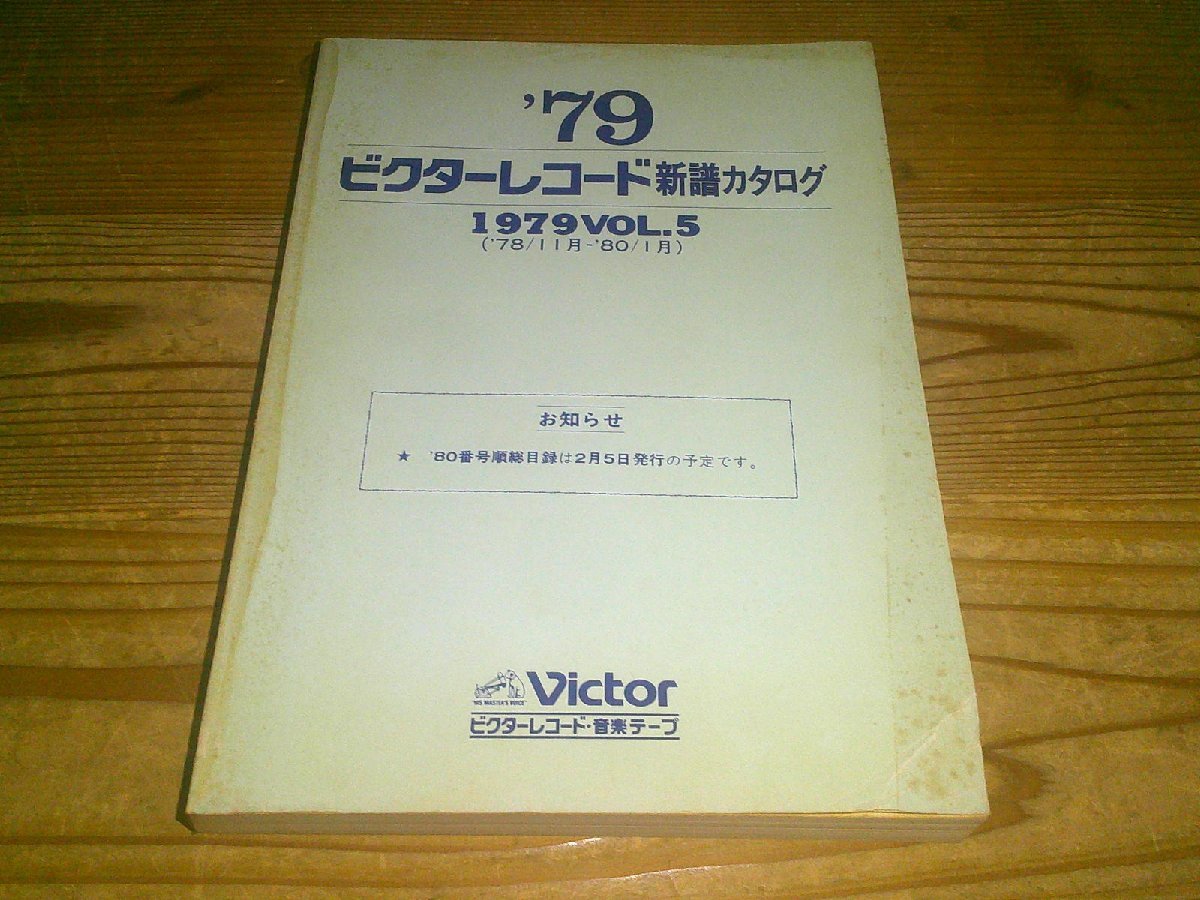 ’79
ビクターレコード新譜カタログ
1979 VOL.5
(’78/11月-’80/1月)
お知らせ
★ ’80番号順総目録は2月5日発行の予定です。
Victor
"HIS MASTER'S VOICE"
ビクターレコード・音楽テープ